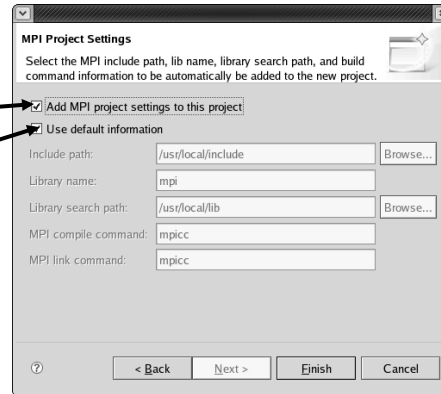 MPI Project Settings
Select the MPI include path, lib name, library search path, and build
command information to be automatically be added to the new project.
Add MPI project settings to this project
Use default information
Include path: /usr/local/include Browse...
Library name: mpi
Library search path: /usr/local/lib Browse...
MPI compile command: mpicc
MPI link command: mpicc
? < Back Next > Finish Cancel